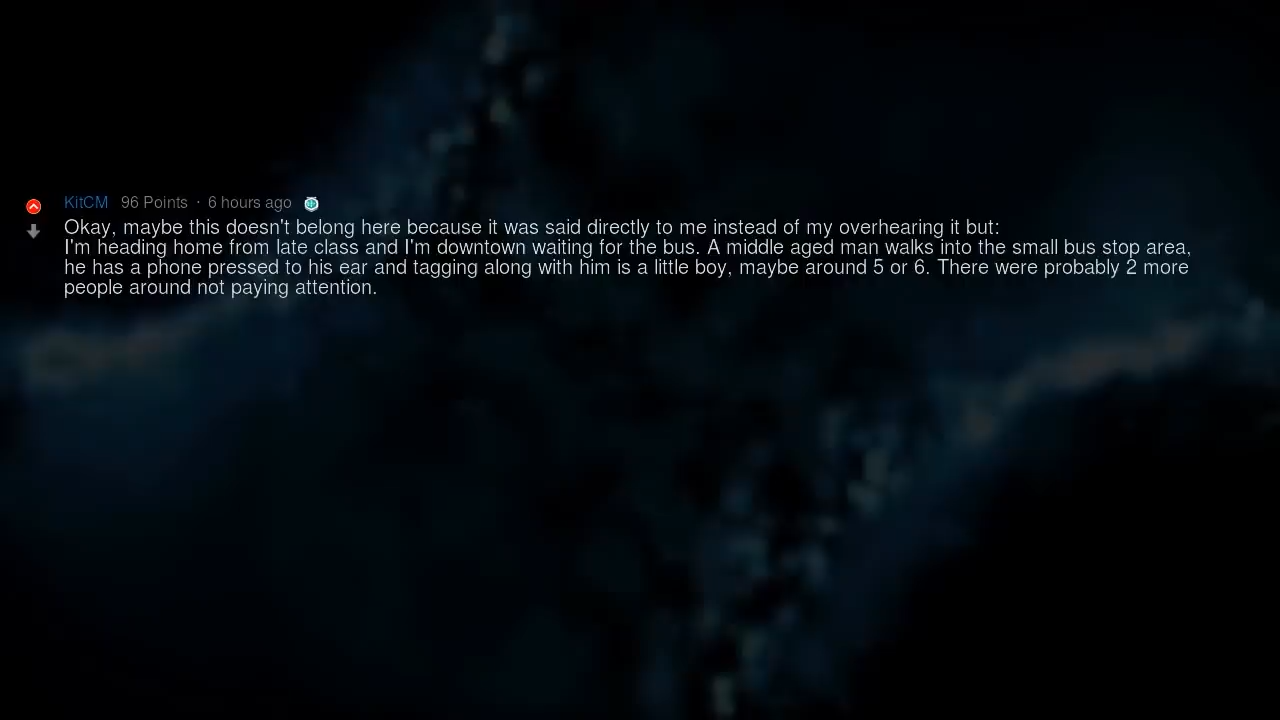 KitCM 96 Points · 6 hours ago
Okay, maybe this doesn't belong here because it was said directly to me instead of my overhearing it but:
I'm heading home from late class and I'm downtown waiting for the bus. A middle aged man walks into the small bus stop area,
he has a phone pressed to his ear and tagging along with him is a little boy, maybe around 5 or 6. There were probably 2 more
people around not paying attention.